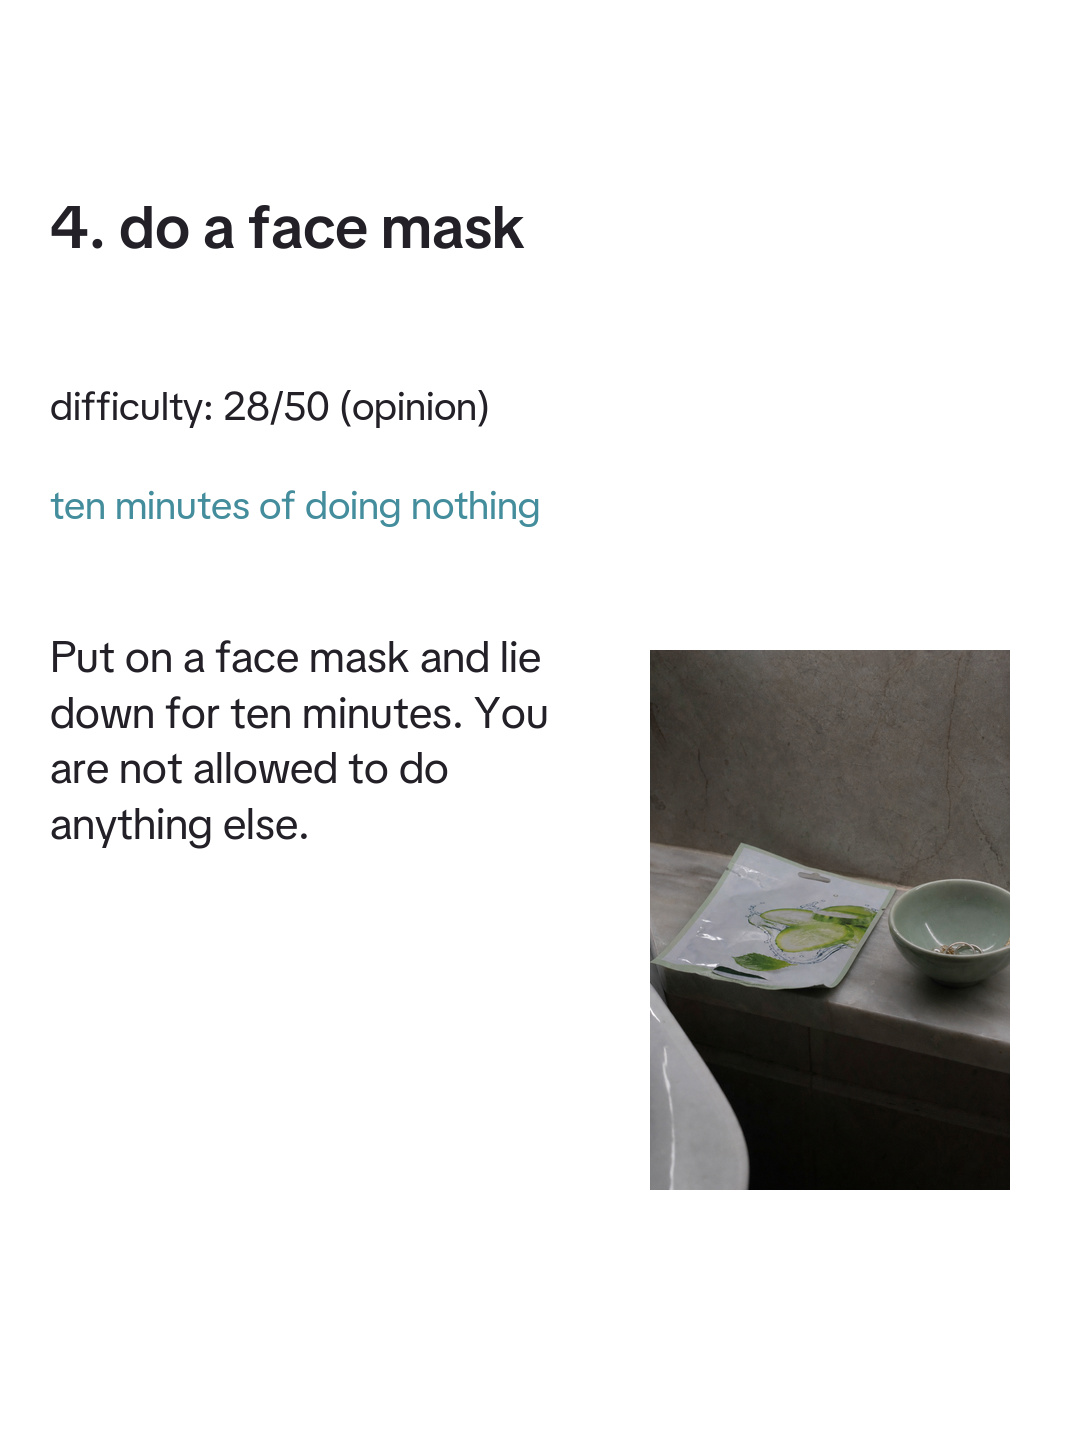 4. do a face mask
difficulty: 28/50 (opinion)
ten minutes of doing nothing
Put on a face mask and lie
down for ten minutes. You
are not allowed to do
anything else.